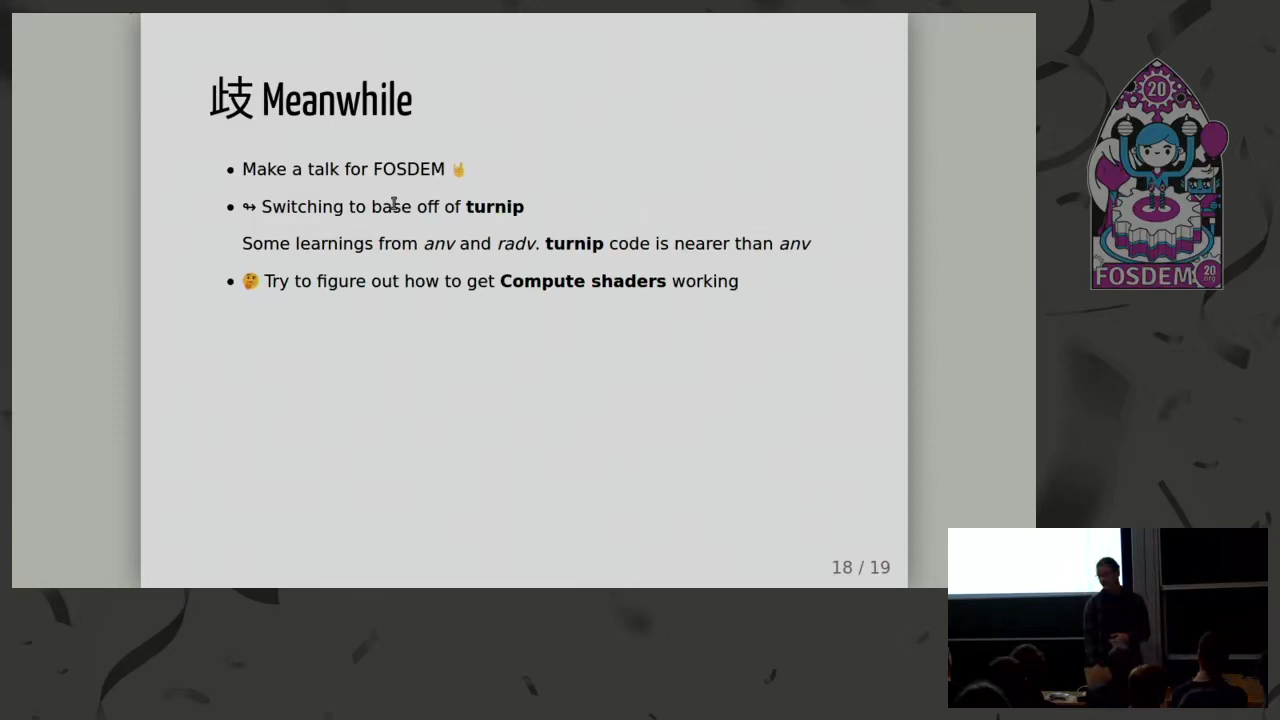 歧 Meanwhile
• Make a talk for FOSDEM 🤘
• ↬ Switching to base off of turnip
Some learnings from anv and radv. turnip code is nearer than anv
• 🤔 Try to figure out how to get Compute shaders working
18 / 19
20
FOSDEM
20
.org